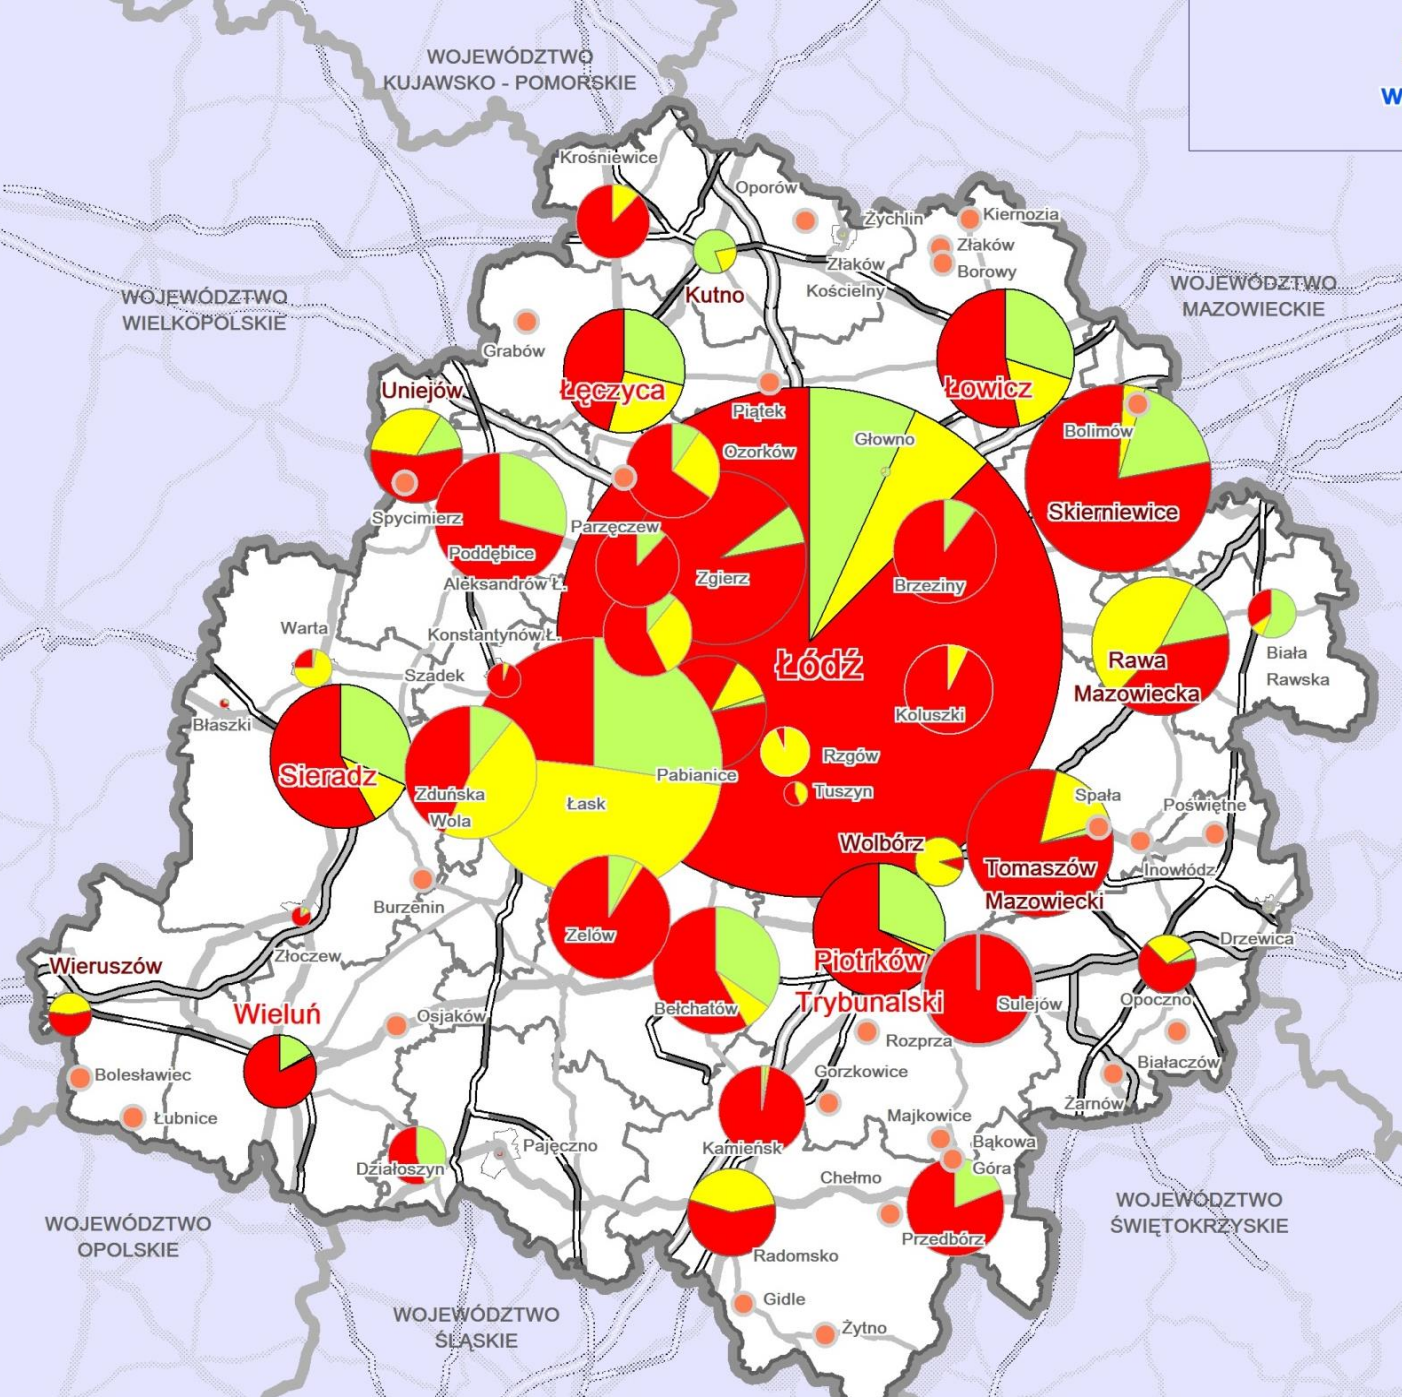 WOJEWÓDZTWO
KUJAWSKO - POMORSKIE
W
Krośniewice
Oporów
Żychlin
Kiernozia
Złaków
Borowy
Złaków
Kościelny
Kutno
WOJEWÓDZTWO
WIELKOPOLSKIE
WOJEWÓDZTWO
MAZOWIECKIE
Grabów
Uniejów
Łęczyca
Łowicz
Piątek
Głowno
Bolimów
Ozorków
Spycimierz
Parzęczew
Skierniewice
Poddębice
Aleksandrów Ł.
Zgierz
Brzeziny
Warta
Konstantynów Ł.
Szadek
Łódź
Rawa
Mazowiecka
Biała
Rawska
Błaszki
Koluszki
Sieradz
Pabianice
Rzgów
Zduńska
Wola
Łask
Tuszyn
Spała
Poświętne
Wolbórz
Tomaszów
Mazowiecki
Inowłódz
Burzenin
Zelów
Drzewica
Złoczew
Wieruszów
Piotrków
Trybunalski
Sulejów
Opoczno
Wieluń
Osjaków
Bełchatów
Rozprza
Białaczów
Bolesławiec
Gorzkowice
Żarnów
Łubnice
Majkowice
Kamieńsk
Bąkowa
Góra
Działoszyn
Pajęczno
Chełmo
Przedbórz
WOJEWÓDZTWO
OPOLSKIE
WOJEWÓDZTWO
ŚWIĘTOKRZYSKIE
Radomsko
Gidle
Żytno
WOJEWÓDZTWO
ŚLĄSKIE